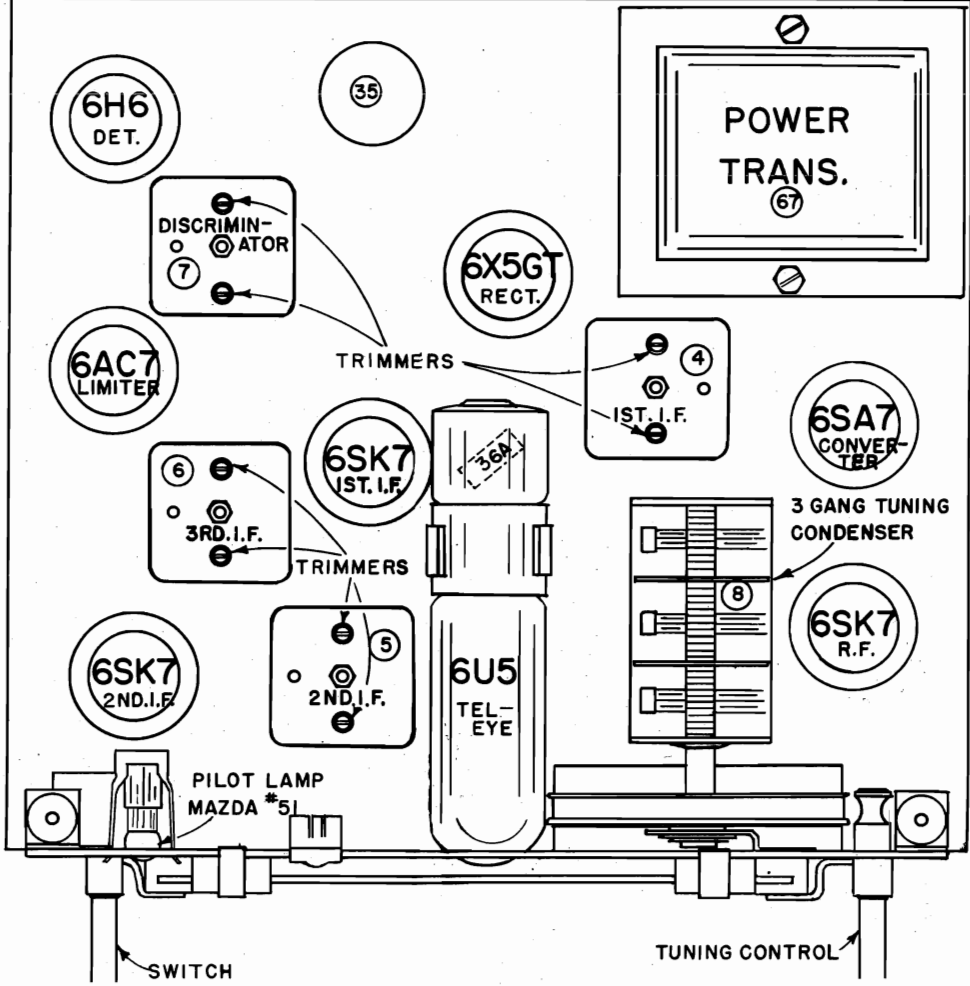 6H6
DET.
35
POWER
TRANS.
67
DISCRIMIN-
ATOR
7
6X5GT
RECT.
6AC7
LIMITER
TRIMMERS
4
1ST. I.F.
6SA7
CONVER-
TER
6
3RD. I.F.
6SK7
1ST. I.F.
36A
3 GANG TUNING
CONDENSER
TRIMMERS
8
6SK7
R.F.
5
2ND. I.F.
6SK7
2ND. I.F.
6U5
TEL-
EYE
PILOT LAMP
MAZDA #51
SWITCH
TUNING CONTROL